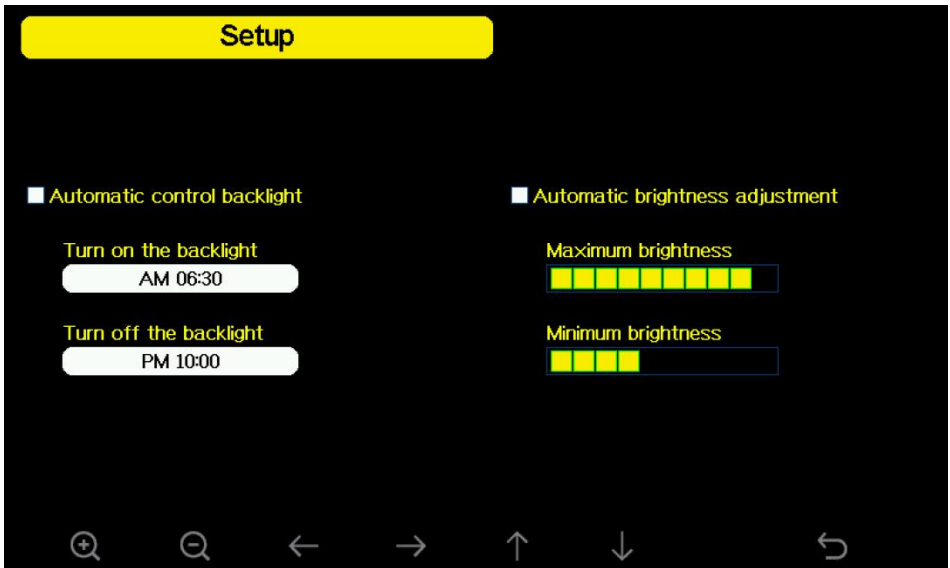 Setup
Automatic control backlight
Turn on the backlight
AM 06:30
Turn off the backlight
PM 10:00
Automatic brightness adjustment
Maximum brightness
Minimum brightness